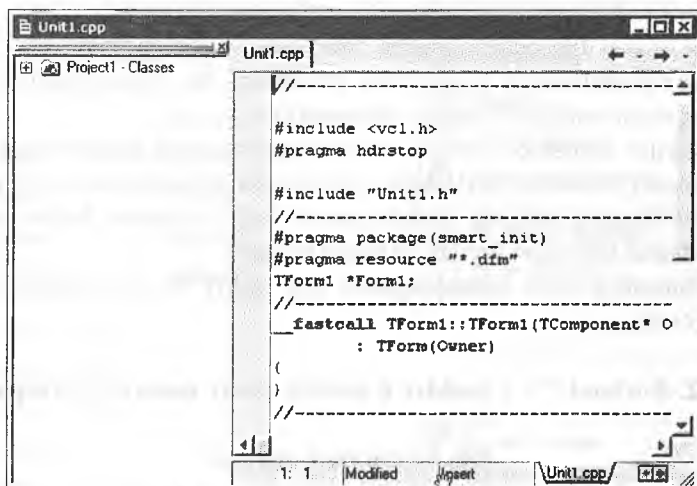 Unit1.cpp
Project1 - Classes
Unit1.cpp
//-----------------------------------
#include <vcl.h>
#pragma hdrstop
#include "Unit1.h"
//-----------------------------------
#pragma package(smart_init)
#pragma resource "*.dfm"
TForm1 *Form1;
//-----------------------------------
__fastcall TForm1::TForm1(TComponent* O
: TForm(Owner)
{
}
//-----------------------------------
1: 1 Modified Insert Unit1.cpp